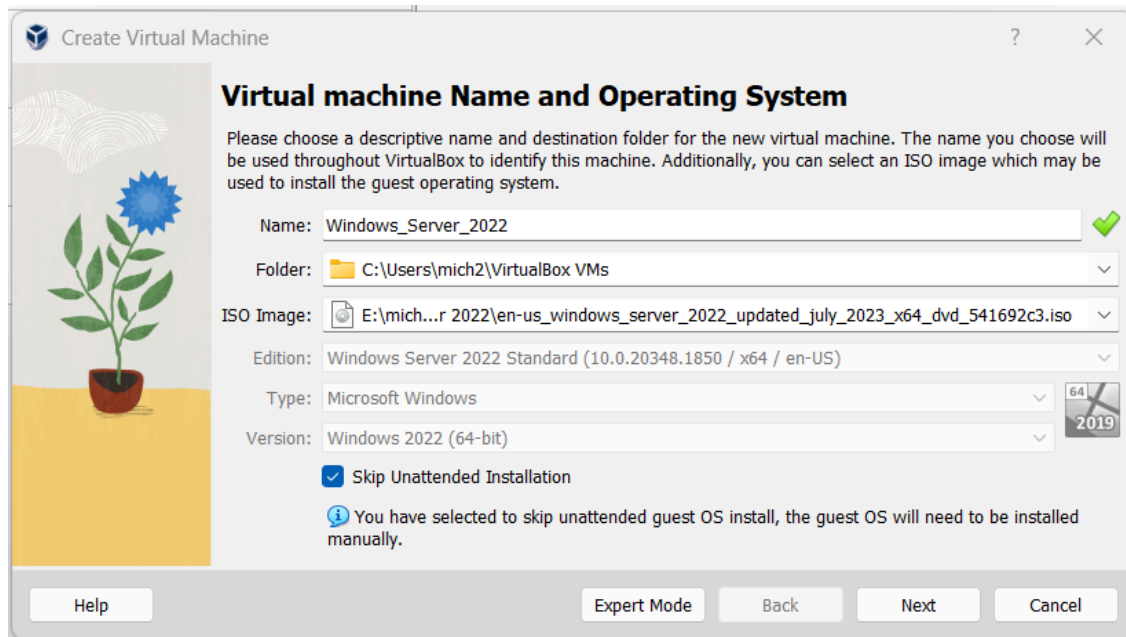 Create Virtual Machine
?
Virtual machine Name and Operating System
Please choose a descriptive name and destination folder for the new virtual machine. The name you choose will
be used throughout VirtualBox to identify this machine. Additionally, you can select an ISO image which may be
used to install the guest operating system.
Name: Windows_Server_2022
Folder: C:\Users\mich2\VirtualBox VMs
ISO Image: E:\mich...r 2022\en-us_windows_server_2022_updated_july_2023_x64_dvd_541692c3.iso
Edition: Windows Server 2022 Standard (10.0.20348.1850 / x64 / en-US)
Type: Microsoft Windows
64
2019
Version: Windows 2022 (64-bit)
Skip Unattended Installation
You have selected to skip unattended guest OS install, the guest OS will need to be installed
manually.
Help Expert Mode Back Next Cancel